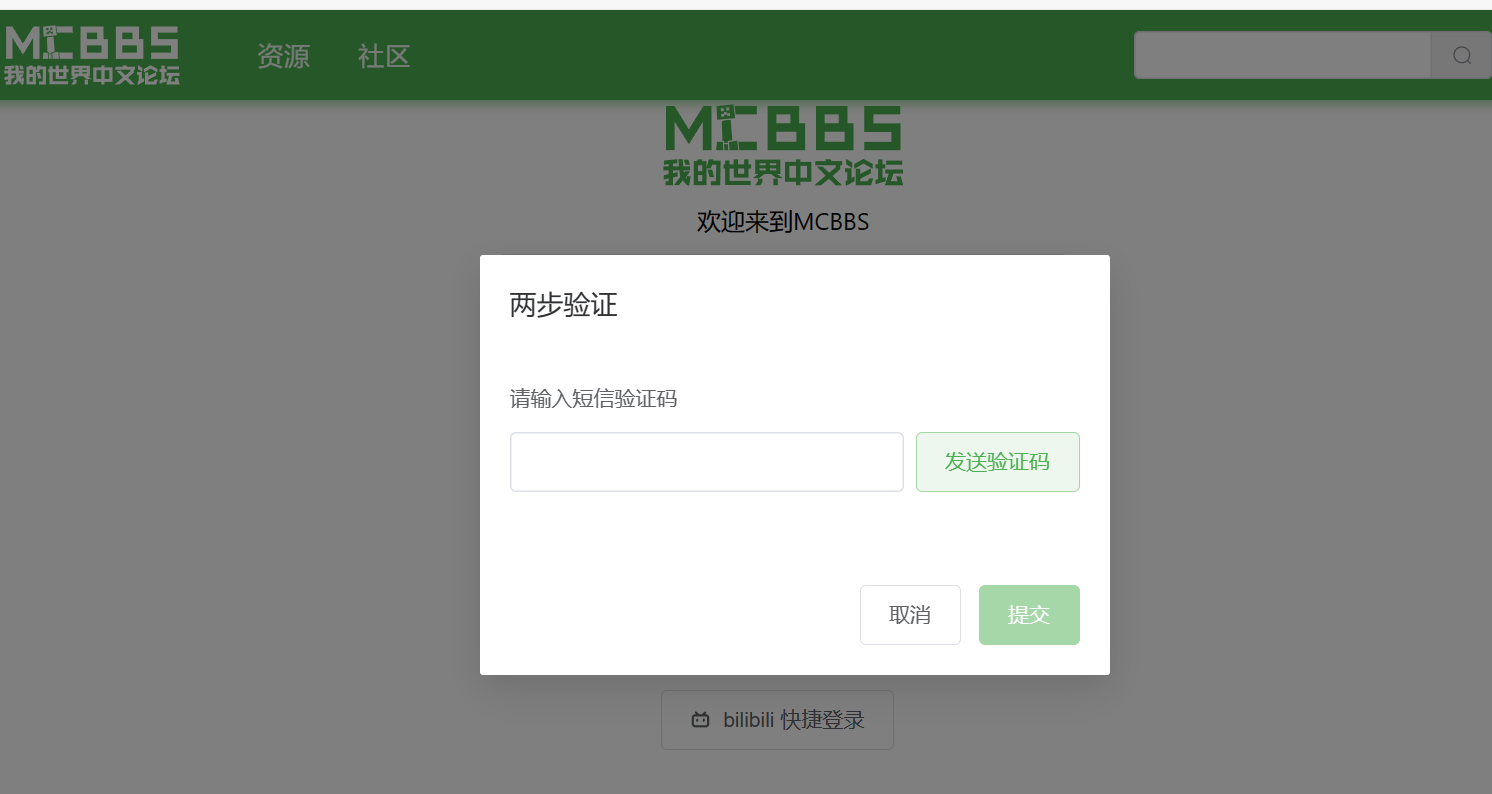 MCBBS
我的世界中文论坛
资源 社区
MCBBS
我的世界中文论坛
欢迎来到MCBBS
两步验证
请输入短信验证码
发送验证码
取消 提交
bilibili 快捷登录